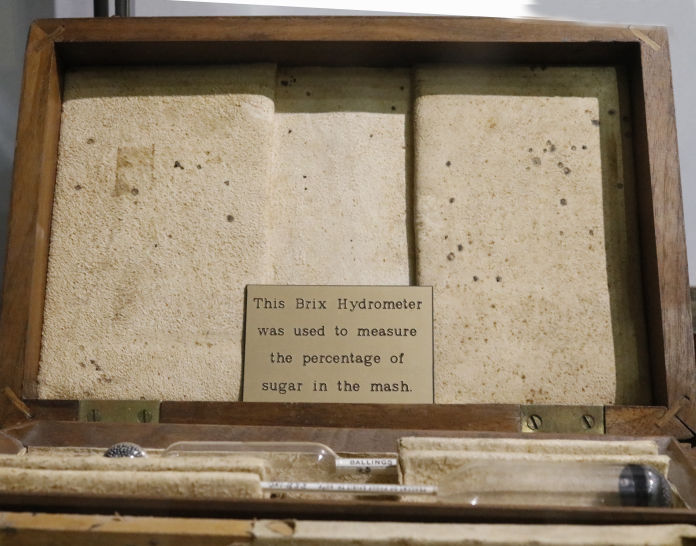 This Brix Hydrometer
was used to measure
the percentage of
sugar in the mash.
BALLINGS